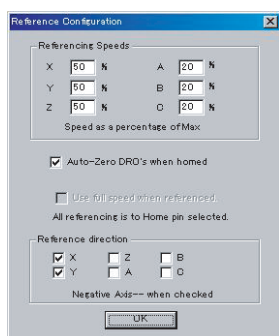 Reference Configuration
Referencing Speeds
X 50 % A 20 %
Y 50 % B 20 %
Z 50 % C 20 %
Speed as a percentage of Max
Auto-Zero DRO's when homed
Use full speed when referenced.
All referencing is to Home pin selected.
Reference direction
X Z B
Y A C
Negative Axis-- when checked
OK